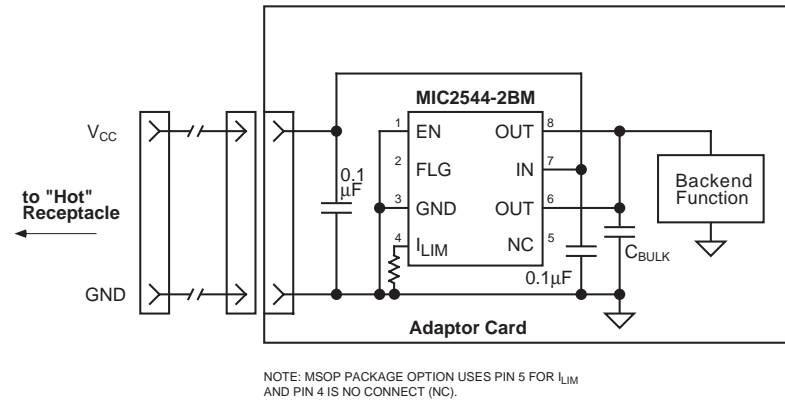 MIC2544-2BM
VCC
1 EN OUT 8
2 FLG IN 7
0.1
µF
to "Hot"
Receptacle
3 GND OUT 6
Backend
Function
4 ILIM NC 5
CBULK
0.1µF
GND
Adaptor Card
NOTE: MSOP PACKAGE OPTION USES PIN 5 FOR ILIM
AND PIN 4 IS NO CONNECT (NC).